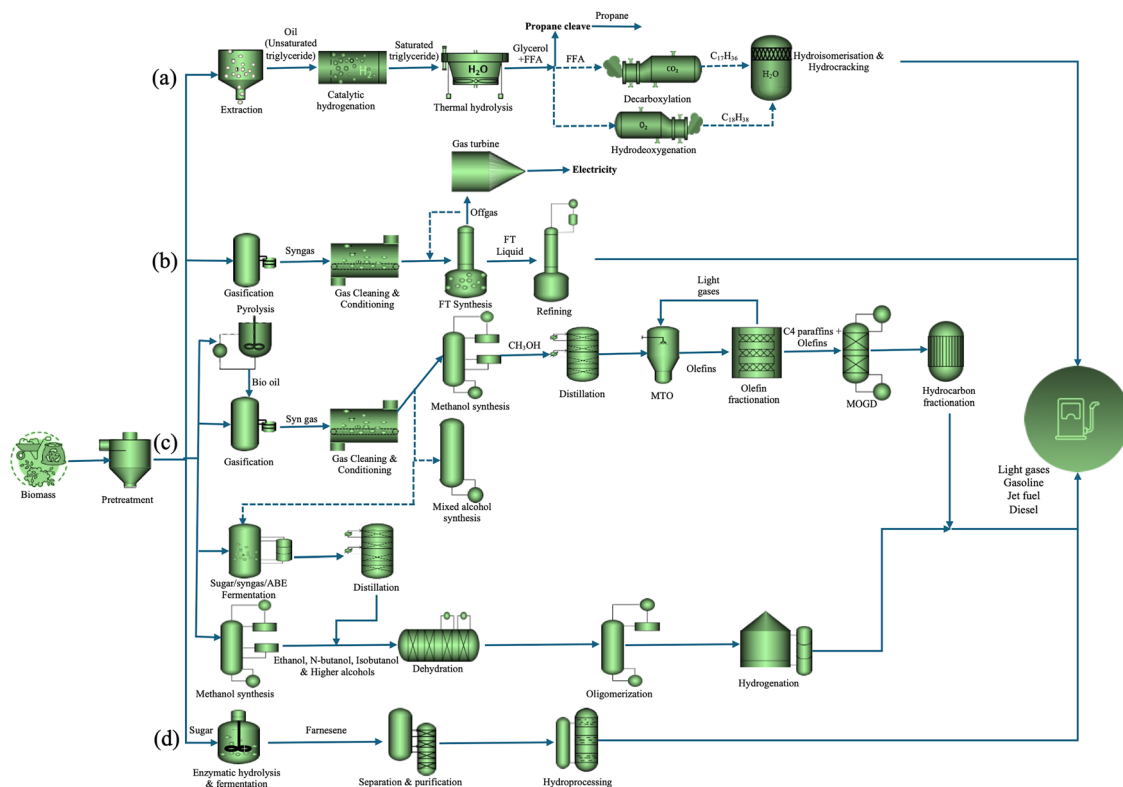 Propane
Propane cleave
Oil
(Unsaturated
triglyceride)
Saturated
triglyceride)
Glycerol
+FFA
FFA
C₁₇H₃₆
(a)
H₂
H₂O
CO₂
H₂O
Hydroisomerisation &
Hydrocracking
Extraction
Catalytic
hydrogenation
Thermal hydrolysis
Decarboxylation
O₂
C₁₈H₃₈
Hydrodeoxygenation
Gas turbine
Electricity
Offgas
(b)
Syngas
FT
Liquid
Gasification
Gas Cleaning &
Conditioning
FT Synthesis
Refining
Pyrolysis
Bio oil
Light
gases
CH₃OH
C4 paraffins +
Olefins
Olefins
Methanol synthesis
Distillation
MTO
Olefin
fractionation
MOGD
Hydrocarbon
fractionation
(c)
Syn gas
Gasification
Gas Cleaning &
Conditioning
Biomass
Pretreatment
Mixed alcohol
synthesis
Light gases
Gasoline
Jet fuel
Diesel
Sugar/syngas/ABE
Fermentation
Distillation
Ethanol, N-butanol, Isobutanol
& Higher alcohols
Methanol synthesis
Dehydration
Oligomerization
Hydrogenation
(d)
Sugar
Farnesene
Enzymatic hydrolysis
& fermentation
Separation & purification
Hydroprocessing